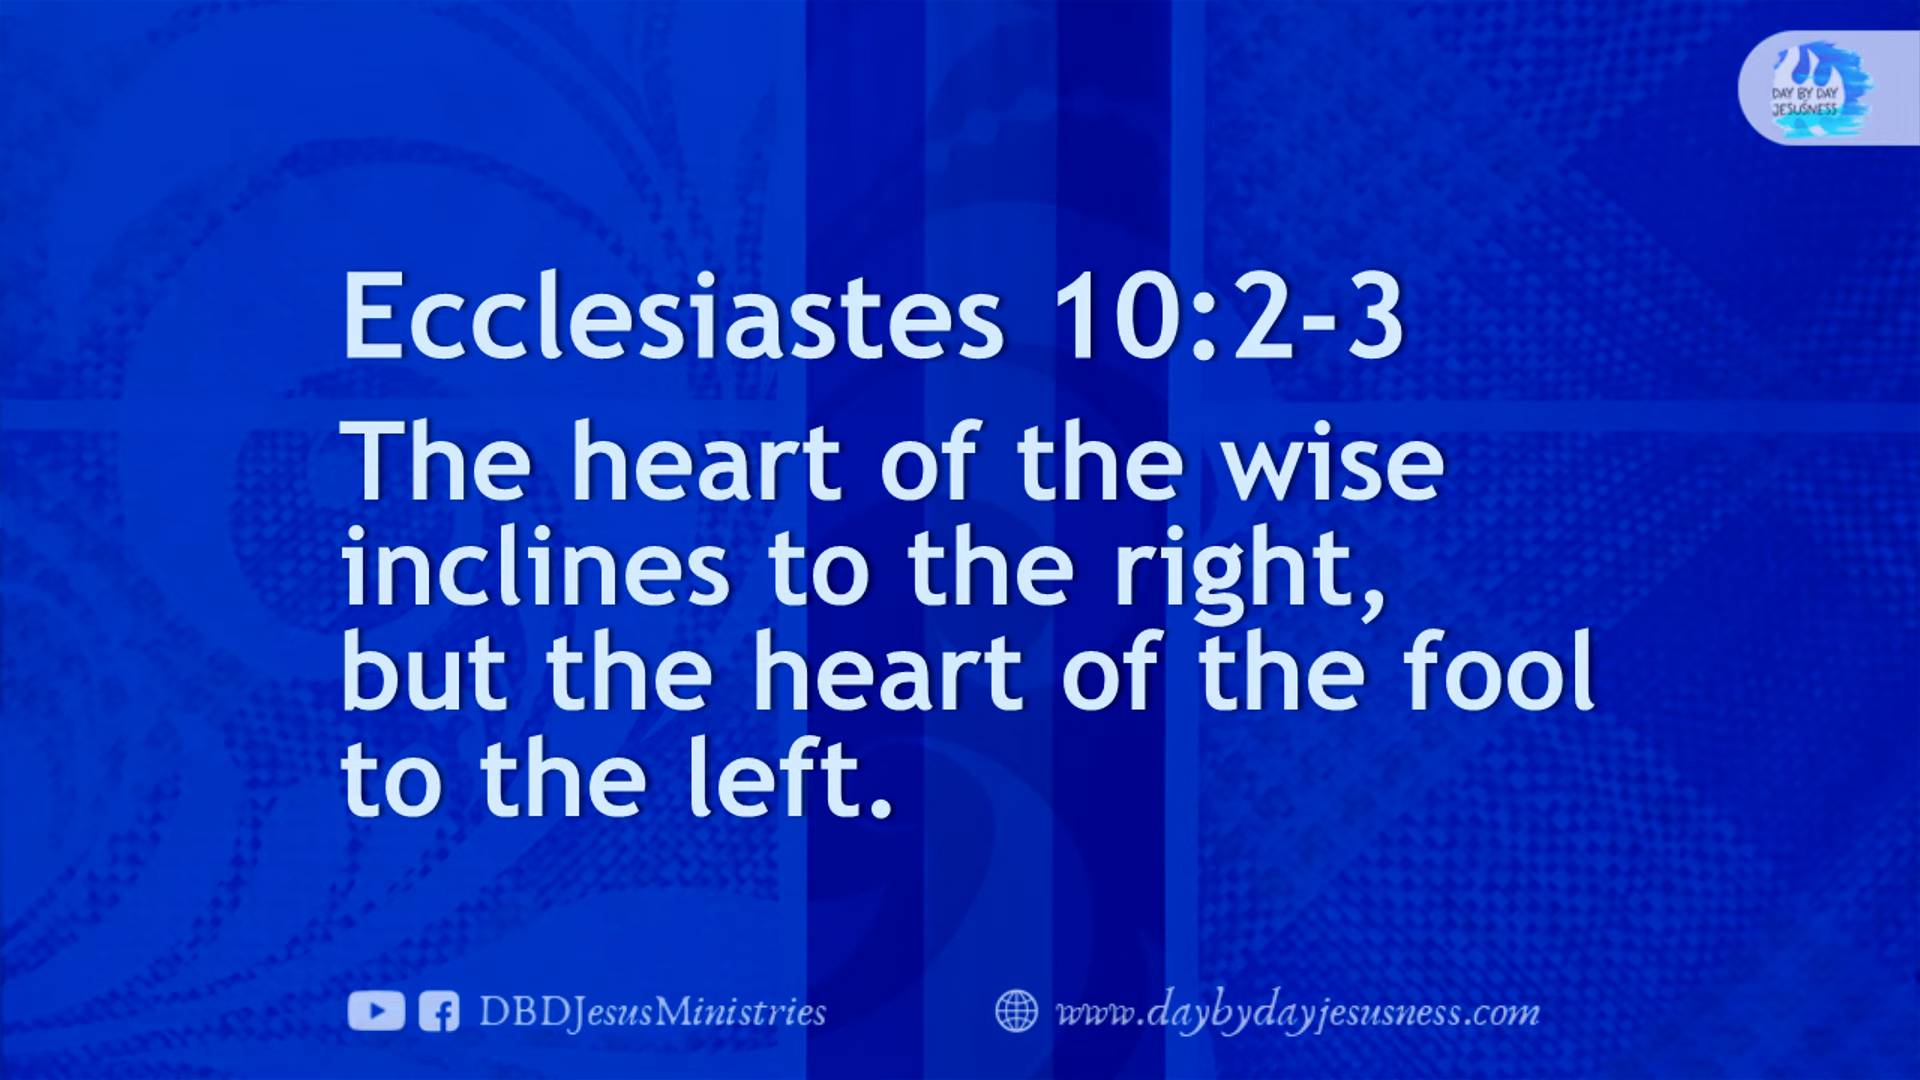 DAY BY DAY
JESUSNESS
Ecclesiastes 10:2-3
The heart of the wise
inclines to the right,
but the heart of the fool
to the left.
DBDJesusMinistries
www.daybydayjesusness.com